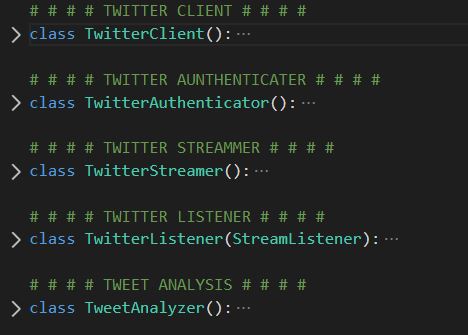 # # # # TWITTER CLIENT # # # #
class TwitterClient():···
# # # # TWITTER AUNTHENTICATER # # # #
class TwitterAuthenticator():···
# # # # TWITTER STREAMMER # # # #
class TwitterStreamer():···
# # # # TWITTER LISTENER # # # #
class TwitterListener(StreamListener):···
# # # # TWEET ANALYSIS # # # #
class TweetAnalyzer():···